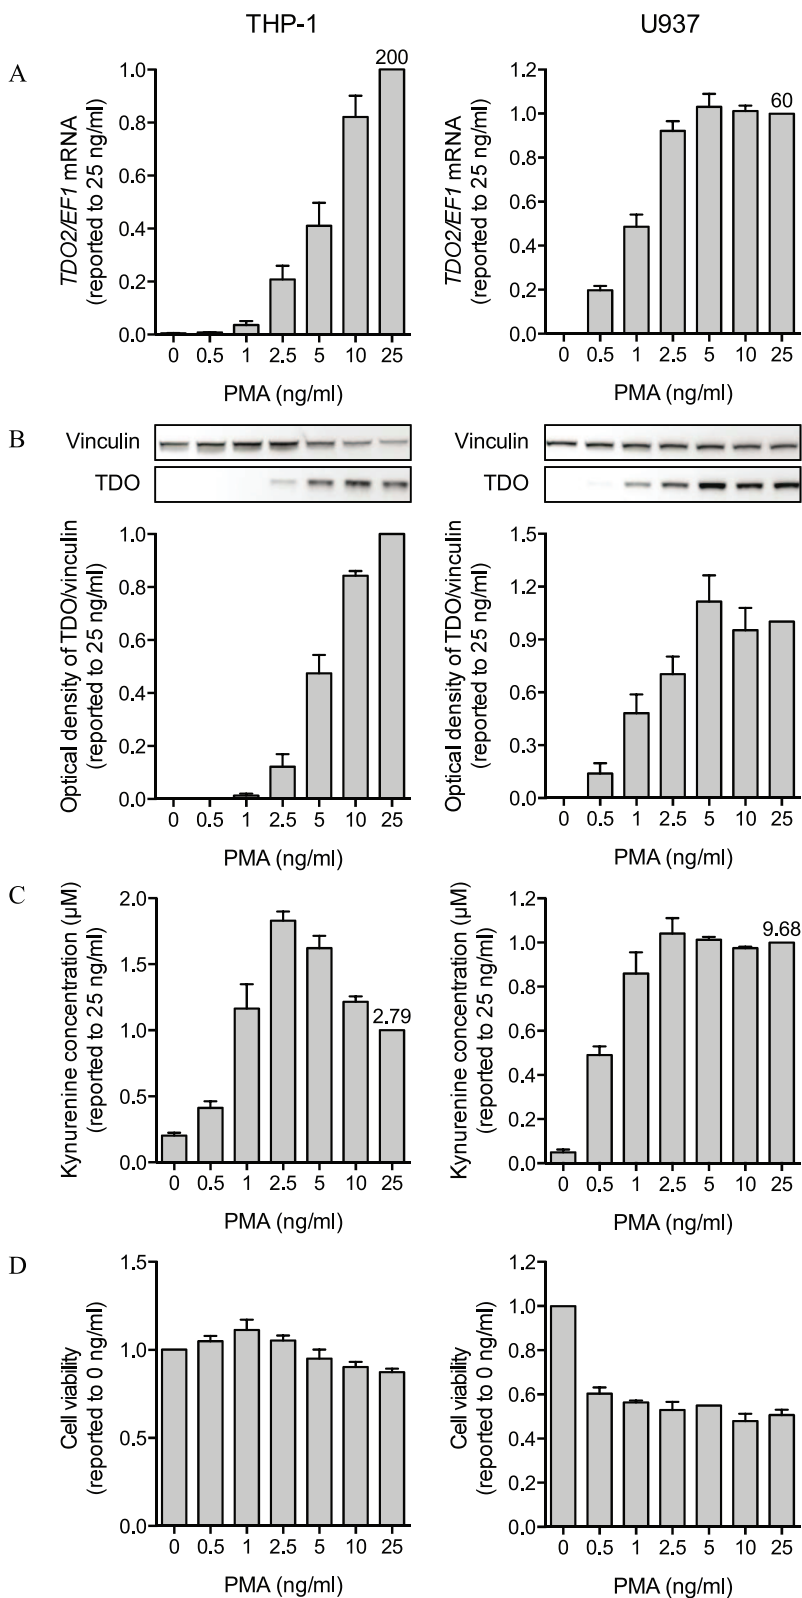 THP-1
U937
A
TDO2/EF1 mRNA
(reported to 25 ng/ml)
1.0
0.8
0.6
0.4
0.2
0.0
200
0 0.5 1 2.5 5 10 25
PMA (ng/ml)
TDO2/EF1 mRNA
(reported to 25 ng/ml)
1.2
1.0
0.8
0.6
0.4
0.2
0.0
60
0 0.5 1 2.5 5 10 25
PMA (ng/ml)
B
Vinculin
TDO
Optical density of TDO/vinculin
(reported to 25 ng/ml)
1.0
0.8
0.6
0.4
0.2
0.0
0 0.5 1 2.5 5 10 25
PMA (ng/ml)
Vinculin
TDO
Optical density of TDO/vinculin
(reported to 25 ng/ml)
1.5
1.2
0.9
0.6
0.3
0.0
0 0.5 1 2.5 5 10 25
PMA (ng/ml)
C
Kynurenine concentration (µM)
(reported to 25 ng/ml)
2.0
1.5
1.0
0.5
0.0
2.79
0 0.5 1 2.5 5 10 25
PMA (ng/ml)
Kynurenine concentration (µM)
(reported to 25 ng/ml)
1.2
1.0
0.8
0.6
0.4
0.2
0.0
9.68
0 0.5 1 2.5 5 10 25
PMA (ng/ml)
D
Cell viability
(reported to 0 ng/ml)
1.5
1.0
0.5
0.0
0 0.5 1 2.5 5 10 25
PMA (ng/ml)
Cell viability
(reported to 0 ng/ml)
1.2
1.0
0.8
0.6
0.4
0.2
0.0
0 0.5 1 2.5 5 10 25
PMA (ng/ml)